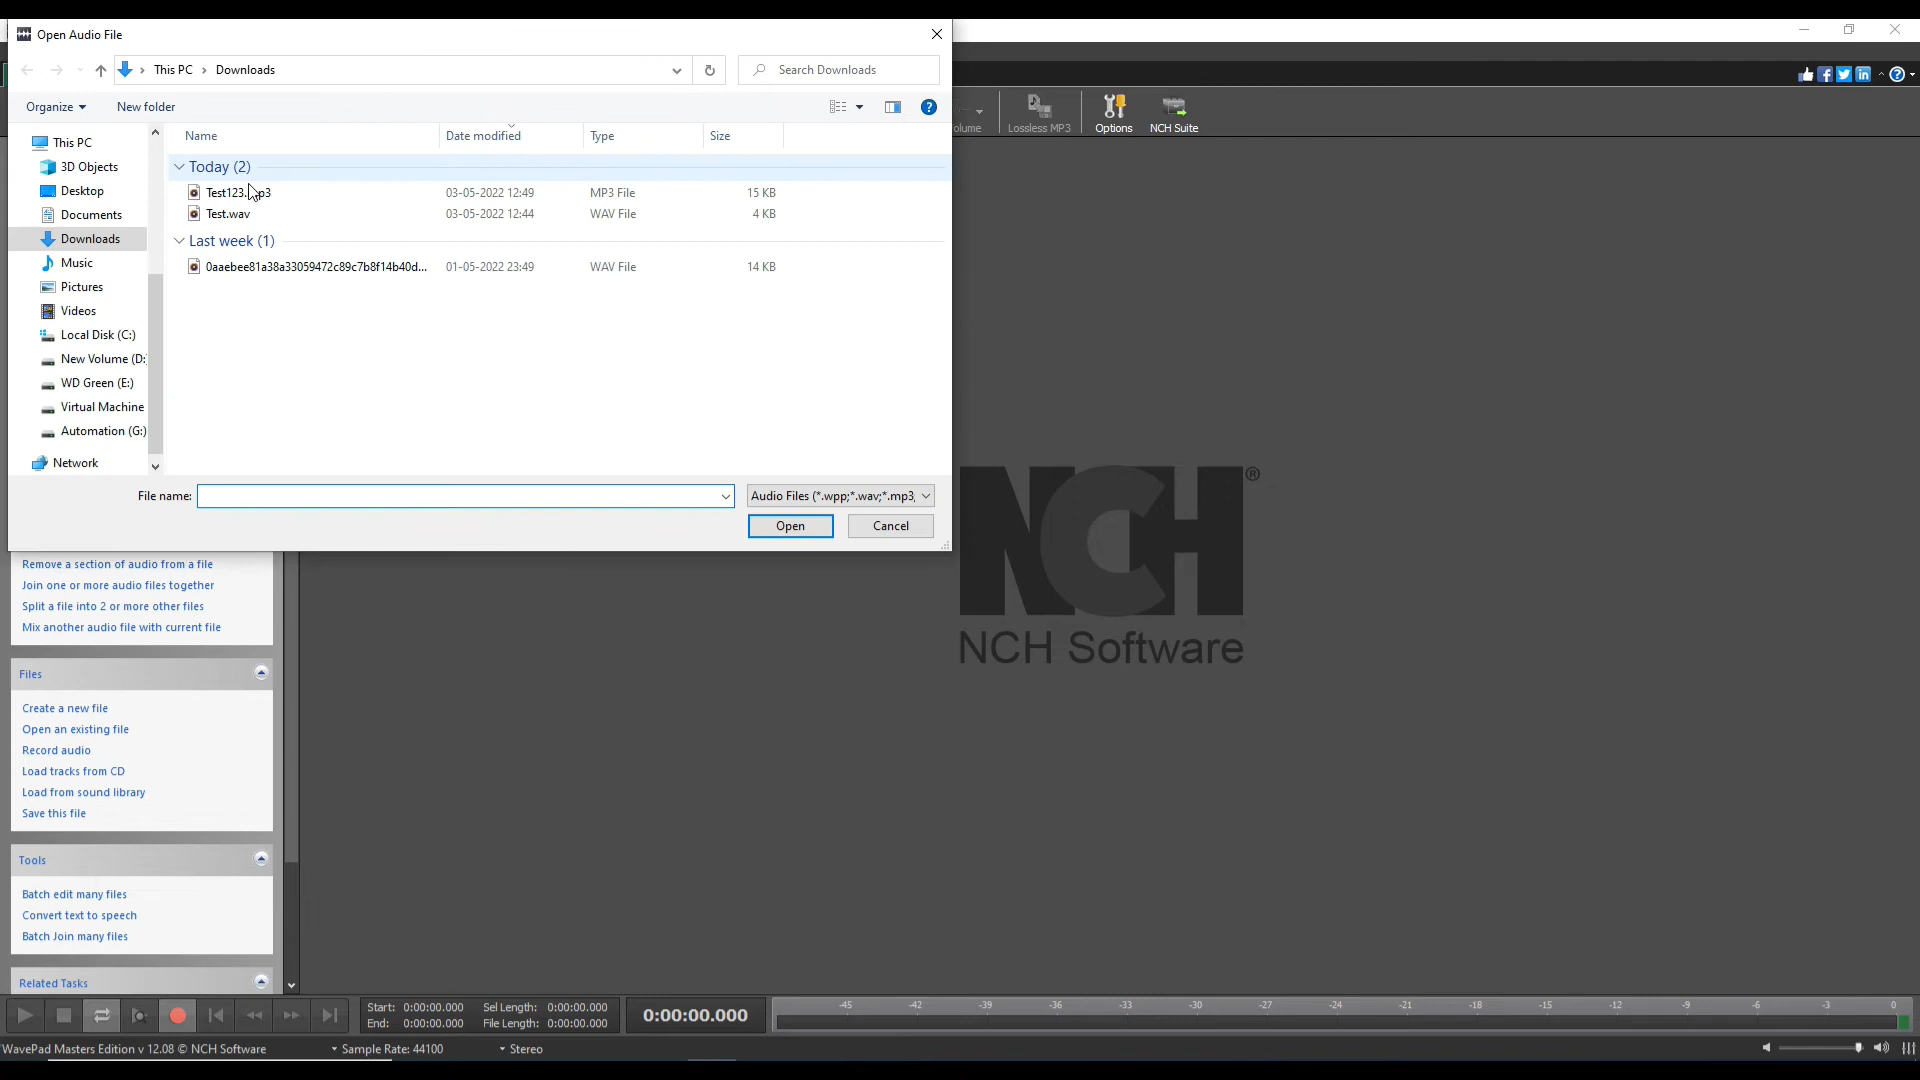 Open Audio File
This PC
Downloads
Search Downloads
Organize
New folder
Lossless MP3
Options
NCH Suite
This PC
3D Objects
Desktop
Documents
Downloads
Music
Pictures
Videos
Local Disk (C:)
New Volume (D:
WD Green (E:)
Virtual Machine
Automation (G:)
Network
Name Date modified Type Size
Today (2)
Test123.mp3 03-05-2022 12:49 MP3 File 15 KB
Test.wav 03-05-2022 12:44 WAV File 4 KB
Last week (1)
0aaebee81a38a33059472c89c7b8f14b40d... 01-05-2022 23:49 WAV File 14 KB
File name:
Audio Files (*.wpp;*.wav;*.mp3;
Open
Cancel
NCH®
NCH Software
Remove a section of audio from a file
Join one or more audio files together
Split a file into 2 or more other files
Mix another audio file with current file
Files
Create a new file
Open an existing file
Record audio
Load tracks from CD
Load from sound library
Save this file
Tools
Batch edit many files
Convert text to speech
Batch Join many files
Related Tasks
Start: 0:00:00.000 Sel Length: 0:00:00.000
End: 0:00:00.000 File Length: 0:00:00.000
0:00:00.000
-45 -42 -39 -36 -33 -30 -27 -24 -21 -18 -15 -12 -9 -6 -3 0
WavePad Masters Edition v 12.08 © NCH Software
Sample Rate: 44100
Stereo